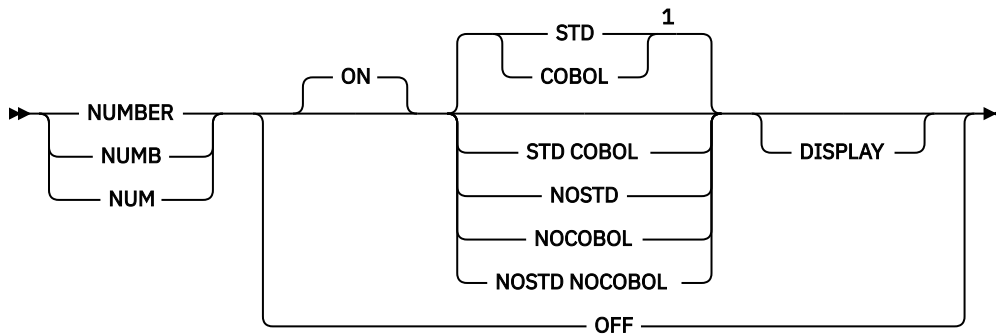 1
STD
COBOL
ON
NUMBER
NUMB
NUM
STD COBOL
DISPLAY
NOSTD
NOCOBOL
NOSTD NOCOBOL
OFF